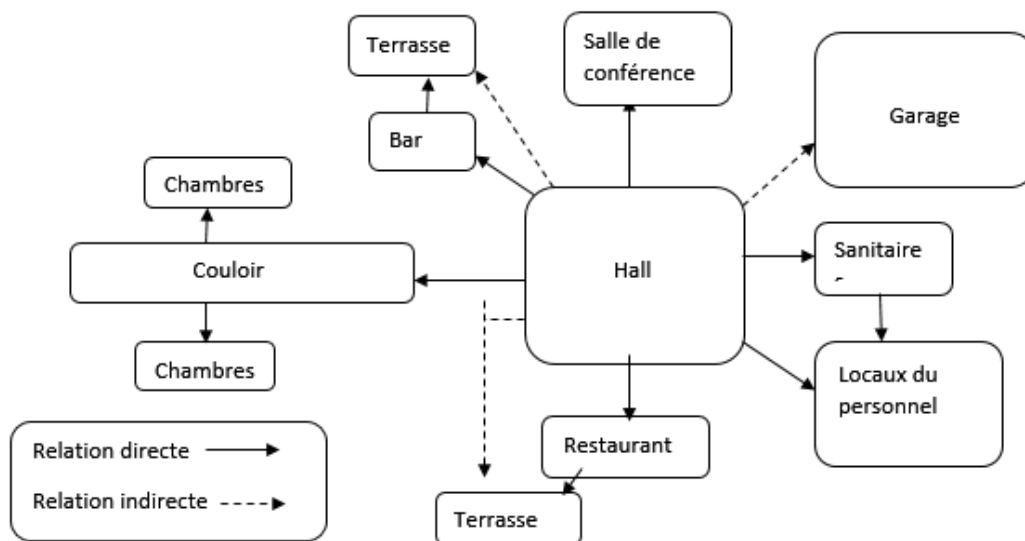 Terrasse
Salle de
conférence
Garage
Bar
Chambres
Couloir
Hall
Sanitaire
Chambres
Locaux du
personnel
Restaurant
Relation directe
Relation indirecte
Terrasse